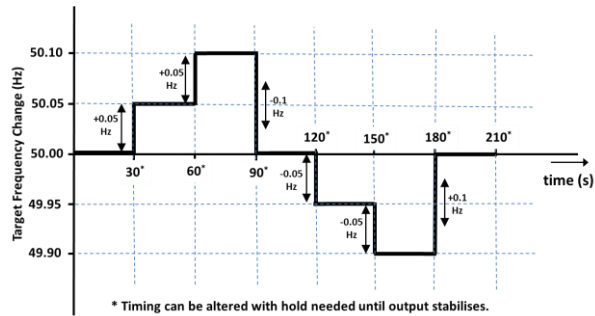 Target Frequency Change (Hz)
50.10
50.05
50.00
49.95
49.90
+0.05
Hz
+0.05
Hz
-0.1
Hz
30*
60*
90*
120*
150*
180*
210*
-0.05
Hz
-0.05
Hz
+0.1
Hz
time (s)
* Timing can be altered with hold needed until output stabilises.